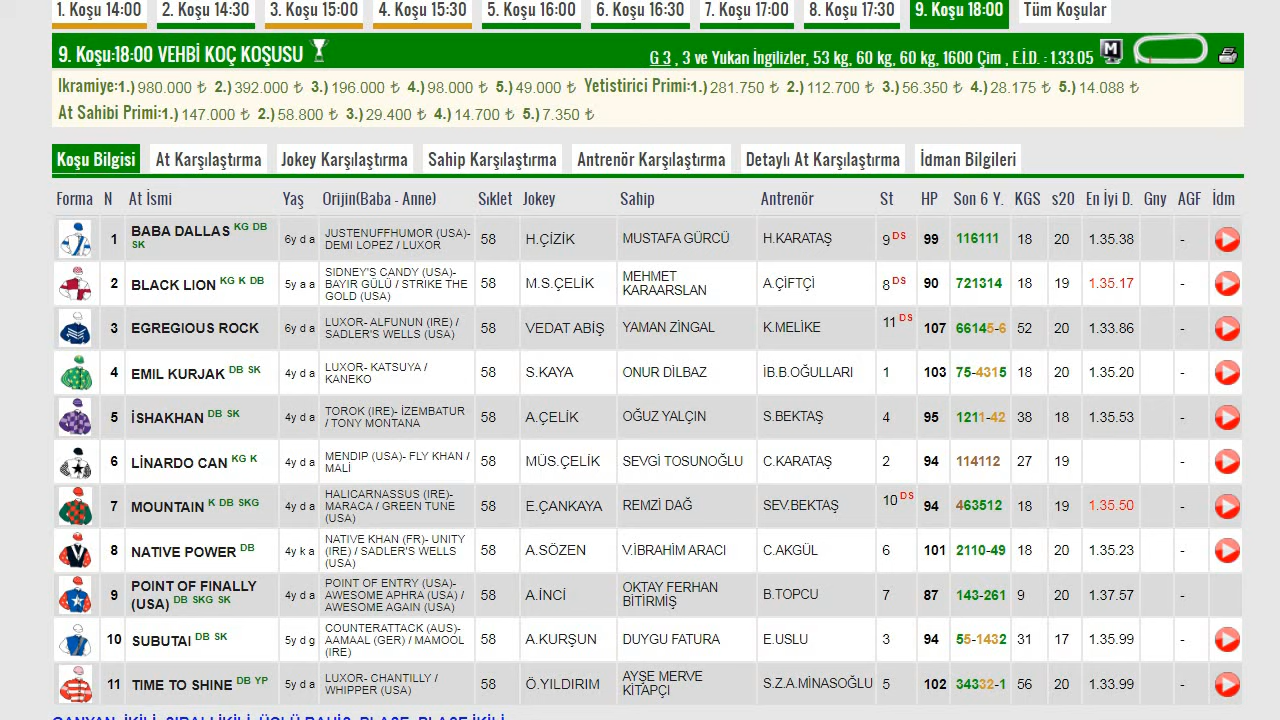 1. Koşu 14:00 2. Koşu 14:30 3. Koşu 15:00 4. Koşu 15:30 5. Koşu 16:00 6. Koşu 16:30 7. Koşu 17:00 8. Koşu 17:30 9. Koşu 18:00 Tüm Koşular
9. Koşu:18:00 VEHBİ KOÇ KOŞUSU G 3 , 3 ve Yukarı İngilizler, 53 kg, 60 kg, 60 kg, 1600 Çim , E.İ.D. : 1.33.05 M
Ikramiye:1.) 980.000 ₺ 2.) 392.000 ₺ 3.) 196.000 ₺ 4.) 98.000 ₺ 5.) 49.000 ₺ Yetistirici Primi:1.) 281.750 ₺ 2.) 112.700 ₺ 3.) 56.350 ₺ 4.) 28.175 ₺ 5.) 14.088 ₺
At Sahibi Primi:1.) 147.000 ₺ 2.) 58.800 ₺ 3.) 29.400 ₺ 4.) 14.700 ₺ 5.) 7.350 ₺
Koşu Bilgisi At Karşılaştırma Jokey Karşılaştırma Sahip Karşılaştırma Antrenör Karşılaştırma Detaylı At Karşılaştırma İdman Bilgileri
Forma N At İsmi Yaş Orijin(Baba - Anne) Sıklet Jokey Sahip Antrenör St HP Son 6 Y. KGS s20 En İyi D. Gny AGF İdm
1 BABA DALLAS KG DB SK 6y d a JUSTENUFFHUMOR (USA)- DEMI LOPEZ / LUXOR 58 H.ÇİZİK MUSTAFA GÜRCÜ H.KARATAŞ 9 DS 99 116111 18 20 1.35.38 -
2 BLACK LION KG K DB 5y a a SIDNEY'S CANDY (USA)- BAYIR GÜLÜ / STRIKE THE GOLD (USA) 58 M.S.ÇELİK MEHMET KARAARSLAN A.ÇİFTÇİ 8 DS 90 721314 18 19 1.35.17 -
3 EGREGIOUS ROCK 6y d a LUXOR- ALFUNUN (IRE) / SADLER'S WELLS (USA) 58 VEDAT ABİŞ YAMAN ZİNGAL K.MELİKE 11 DS 107 66145-6 52 20 1.33.86 -
4 EMIL KURJAK DB SK 4y d a LUXOR- KATSUYA / KANEKO 58 S.KAYA ONUR DİLBAZ İB.B.OĞULLARI 1 103 75-4315 18 20 1.35.20 -
5 İSHAKHAN DB SK 4y d a TOROK (IRE)- İZEMBATUR / TONY MONTANA 58 A.ÇELİK OĞUZ YALÇIN S.BEKTAŞ 4 95 1211-42 38 18 1.35.53 -
6 LİNARDO CAN KG K 4y d a MENDIP (USA)- FLY KHAN / MALİ 58 MÜS.ÇELİK SEVGİ TOSUNOĞLU C.KARATAŞ 2 94 114112 27 19 -
7 MOUNTAIN K DB SKG 4y d a HALICARNASSUS (IRE)- MARACA / GREEN TUNE (USA) 58 E.ÇANKAYA REMZİ DAĞ SEV.BEKTAŞ 10 DS 94 463512 18 19 1.35.50 -
8 NATIVE POWER DB 4y k a NATIVE KHAN (FR)- UNITY (IRE) / SADLER'S WELLS (USA) 58 A.SÖZEN V.İBRAHİM ARACI C.AKGÜL 6 101 2110-49 18 20 1.35.23 -
9 POINT OF FINALLY (USA) DB SKG SK 4y d a POINT OF ENTRY (USA)- AWESOME APHRA (USA) / AWESOME AGAIN (USA) 58 A.İNCİ OKTAY FERHAN BİTİRMİŞ B.TOPCU 7 87 143-261 9 20 1.37.57 -
10 SUBUTAI DB SK 5y d g COUNTERATTACK (AUS)- AAMAAL (GER) / MAMOOL (IRE) 58 A.KURŞUN DUYGU FATURA E.USLU 3 94 55-1432 31 17 1.35.99 -
11 TIME TO SHINE DB YP 5y d a LUXOR- CHANTILLY / WHIPPER (USA) 58 Ö.YILDIRIM AYŞE MERVE KİTAPÇI S.Z.A.MİNASOĞLU 5 102 34332-1 56 20 1.33.99 -
GANYAN, İKİLİ, SIRALI İKİLİ, ÜÇLÜ BAHİS, PLASE, PLASE İKİLİ